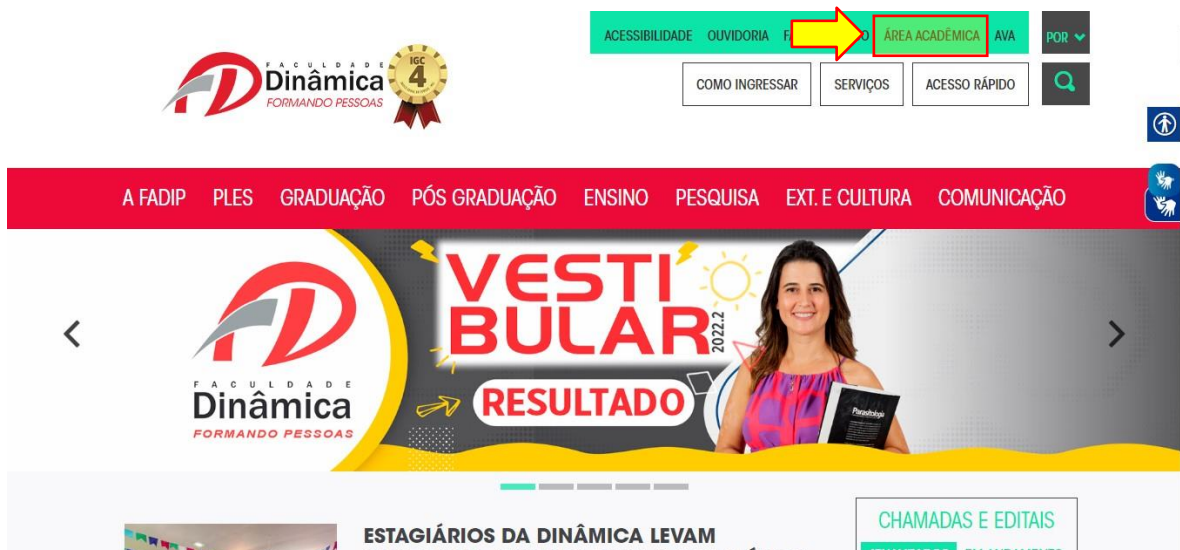 ACESSIBILIDADE OUVIDORIA ÁREA ACADÊMICA AVA POR
FACULDADE
Dinâmica
FORMANDO PESSOAS
IGC
4
COMO INGRESSAR SERVIÇOS ACESSO RÁPIDO
A FADIP PLES GRADUAÇÃO PÓS GRADUAÇÃO ENSINO PESQUISA EXT. E CULTURA COMUNICAÇÃO
FACULDADE
Dinâmica
FORMANDO PESSOAS
VESTI
BULAR
2022.2
RESULTADO
Parasitologia
ESTAGIÁRIOS DA DINÂMICA LEVAM
CHAMADAS E EDITAIS